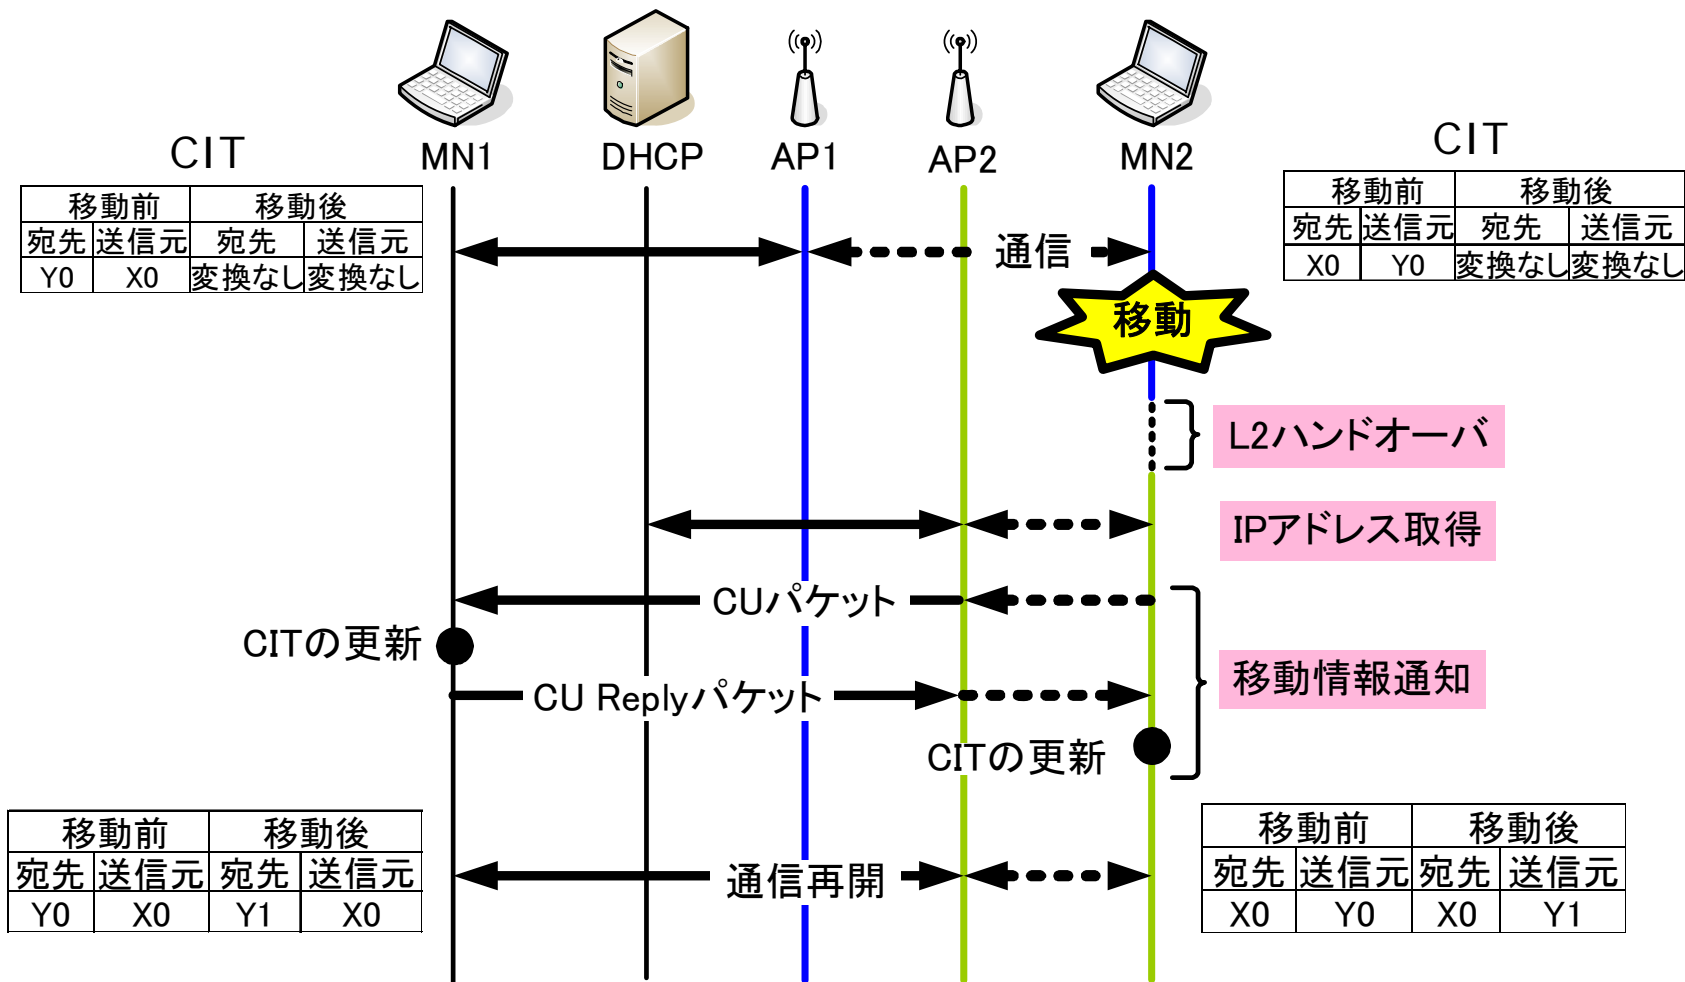 CIT
MN1
DHCP
AP1
AP2
MN2
CIT
移動前 移動後
宛先 送信元 宛先 送信元
Y0 X0 変換なし 変換なし
移動前 移動後
宛先 送信元 宛先 送信元
X0 Y0 変換なし 変換なし
通信
移動
L2ハンドオーバ
IPアドレス取得
CUパケット
CITの更新
移動情報通知
CU Replyパケット
CITの更新
移動前 移動後
宛先 送信元 宛先 送信元
Y0 X0 Y1 X0
通信再開
移動前 移動後
宛先 送信元 宛先 送信元
X0 Y0 X0 Y1